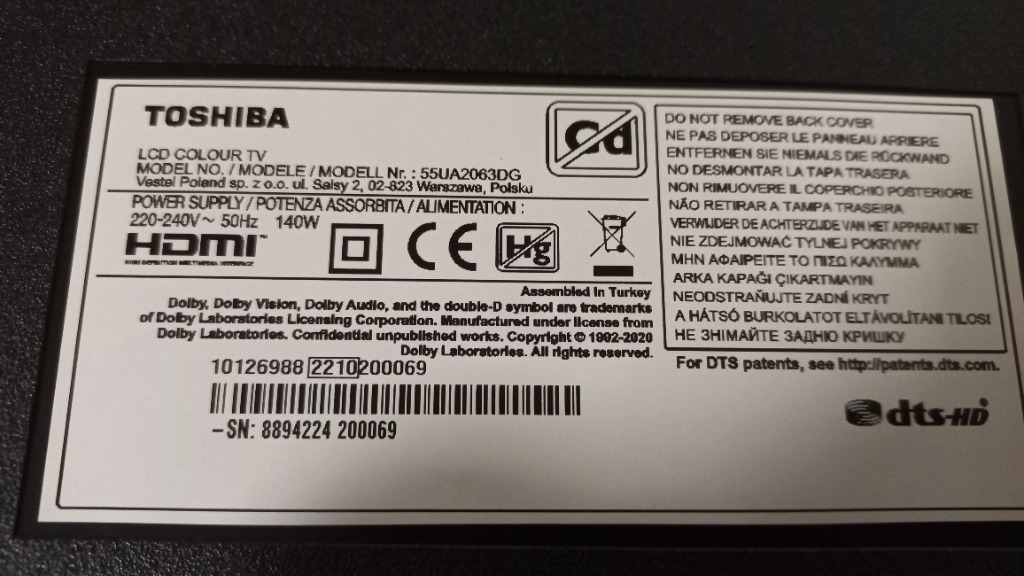 TOSHIBA
LCD COLOUR TV
MODEL NO. / MODELE / MODELL Nr. : 55UA2063DG
Vestel Poland sp. z o.o. ul. Salsy 2, 02-823 Warszawa, Polsku
POWER SUPPLY / POTENZA ASSORBITA / ALIMENTATION :
220-240V~ 50Hz 140W
HDMI™
HIGH DEFINITION MULTIMEDIA INTERFACE
CE
Hg
Cd
Assembled in Turkey
Dolby, Dolby Vision, Dolby Audio, and the double-D symbol are trademarks
of Dolby Laboratories Licensing Corporation. Manufactured under license from
Dolby Laboratories. Confidential unpublished works. Copyright © 1992-2020
Dolby Laboratories. All rights reserved.
10126988 2210 200069
-SN: 8894224 200069
DO NOT REMOVE BACK COVER
NE PAS DEPOSER LE PANNEAU ARRIERE
ENTFERNEN SIE NIEMALS DIE RÜCKWAND
NO DESMONTAR LA TAPA TRASERA
NON RIMUOVERE IL COPERCHIO POSTERIORE
NÃO RETIRAR A TAMPA TRASEIRA
VERWIJDER DE ACHTERZIJDE VAN HET APPARAAT NIET
NIE ZDEJMOWAĆ TYLNEJ POKRYWY
ΜΗΝ ΑΦΑΙΡΕΙΤΕ ΤΟ ΠΙΣΩ ΚΑΛΥΜΜΑ
ARKA KAPAĞI ÇIKARTMAYIN
NEODSTRAŇUJTE ZADNÍ KRYT
A HÁTSÓ BURKOLATOT ELTÁVOLÍTANI TILOS!
НЕ ЗНІМАЙТЕ ЗАДНЮ КРИШКУ
For DTS patents, see http://patents.dts.com.
dts-HD